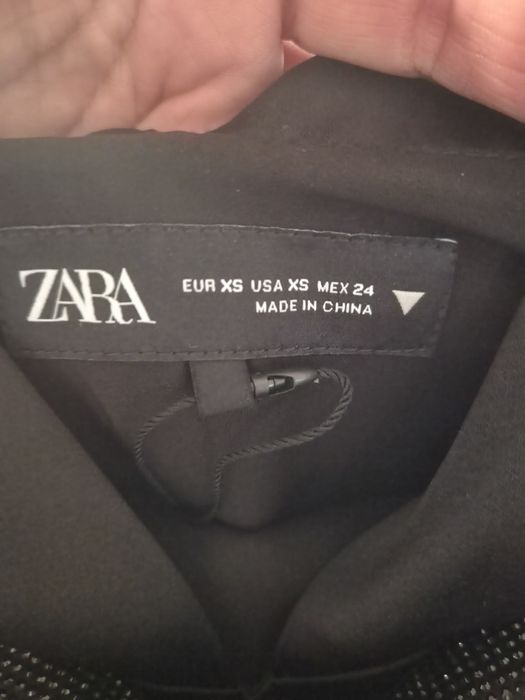 ZARA
EUR XS USA XS MEX 24
MADE IN CHINA